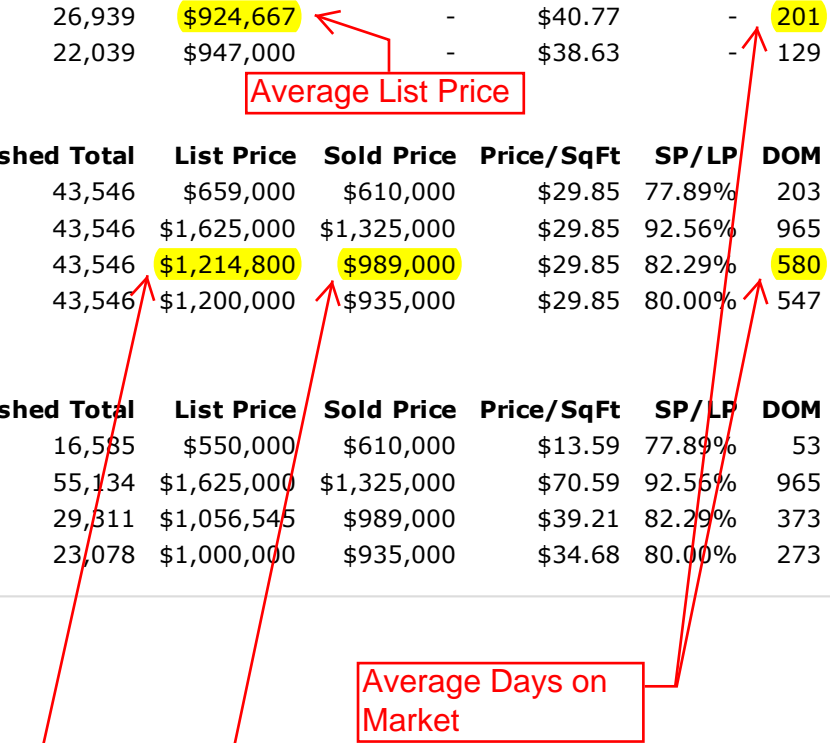 26,939 $924,667 - $40.77 - 201
22,039 $947,000 - $38.63 - 129
Average List Price
shed Total List Price Sold Price Price/SqFt SP/LP DOM
43,546 $659,000 $610,000 $29.85 77.89% 203
43,546 $1,625,000 $1,325,000 $29.85 92.56% 965
43,546 $1,214,800 $989,000 $29.85 82.29% 580
43,546 $1,200,000 $935,000 $29.85 80.00% 547
shed Total List Price Sold Price Price/SqFt SP/LP DOM
16,585 $550,000 $610,000 $13.59 77.89% 53
55,134 $1,625,000 $1,325,000 $70.59 92.56% 965
29,311 $1,056,545 $989,000 $39.21 82.29% 373
23,078 $1,000,000 $935,000 $34.68 80.00% 273
Average Days on
Market